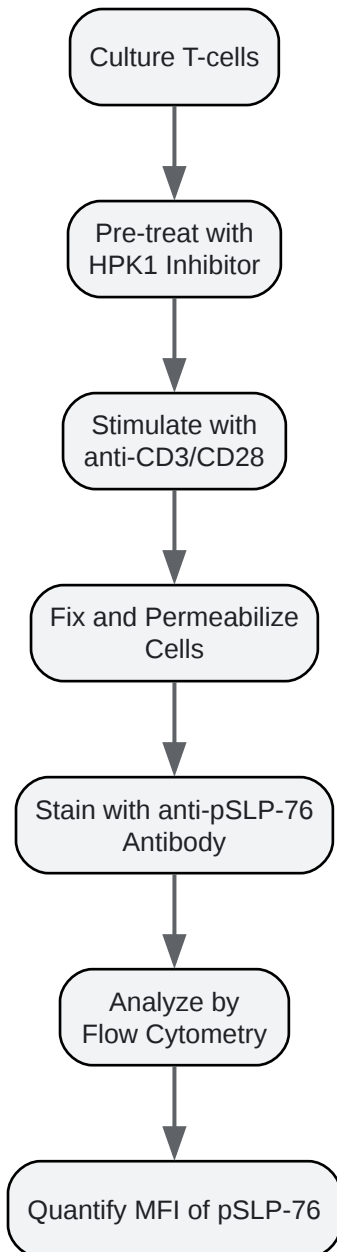 Culture T-cells
Pre-treat with
HPK1 Inhibitor
Stimulate with
anti-CD3/CD28
Fix and Permeabilize
Cells
Stain with anti-pSLP-76
Antibody
Analyze by
Flow Cytometry
Quantify MFI of pSLP-76